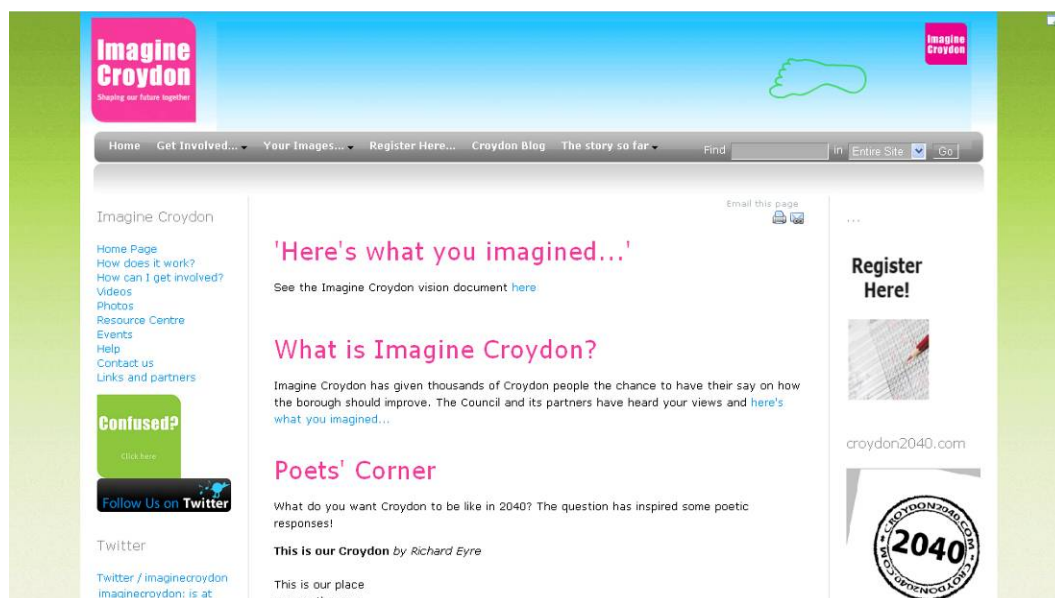 Imagine
Croydon
Shaping our future together
Imagine
Croydon
Home Get Involved... Your Images... Register Here... Croydon Blog The story so far Find in Entire Site Go
Imagine Croydon
Home Page
How does it work?
How can I get involved?
Videos
Photos
Resource Centre
Events
Help
Contact us
Links and partners
Confused?
Click here
Follow Us on Twitter
Twitter
Twitter / imaginecroydon
imaginecroydon: is at
Email this page
'Here's what you imagined...'
See the Imagine Croydon vision document here
What is Imagine Croydon?
Imagine Croydon has given thousands of Croydon people the chance to have their say on how
the borough should improve. The Council and its partners have heard your views and here's
what you imagined...
Poets' Corner
What do you want Croydon to be like in 2040? The question has inspired some poetic
responses!
This is our Croydon by Richard Eyre
This is our place
...
Register
Here!
croydon2040.com
CROYDON2040.COM
2040
CROYDON2040.COM